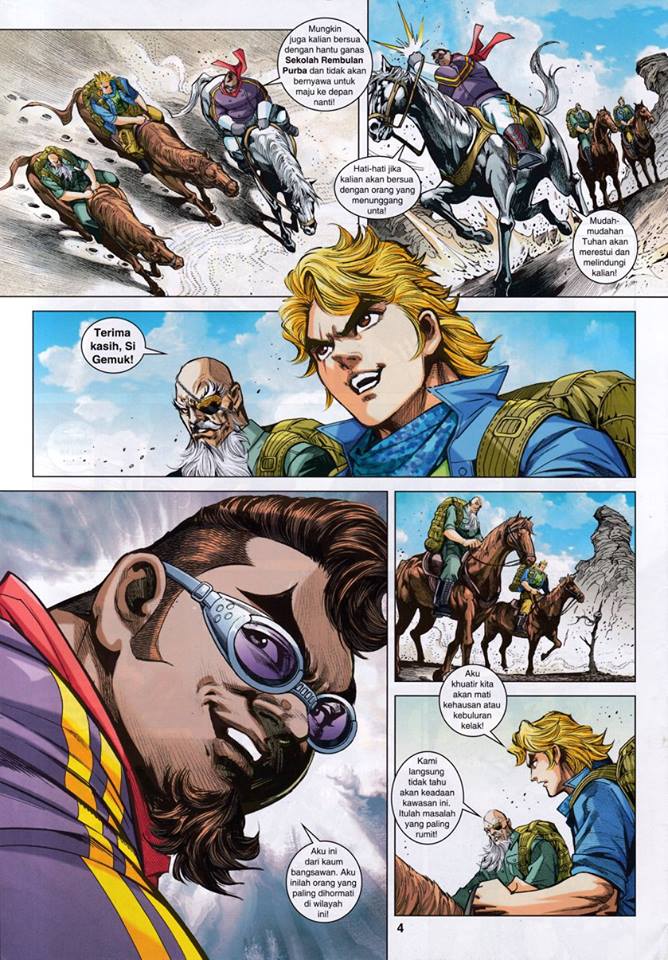 Mungkin
juga kalian bersua
dengan hantu ganas
Sekolah Rembulan
Purba dan tidak akan
bernyawa untuk
maju ke depan
nanti!
Hati-hati jika
kalian akan bersua
dengan orang yang
menunggang
unta!
Mudah-
mudahan
Tuhan akan
merestui dan
melindungi
kalian!
Terima
kasih, Si
Gemuk!
Aku ini
dari kaum
bangsawan. Aku
inilah orang yang
paling dihormati
di wilayah
ini!
Aku
khuatir kita
akan mati
kehausan atau
kebuluran
kelak!
Kami
langsung
tidak tahu
akan keadaan
kawasan ini.
Itulah masalah
yang paling
rumit!
4